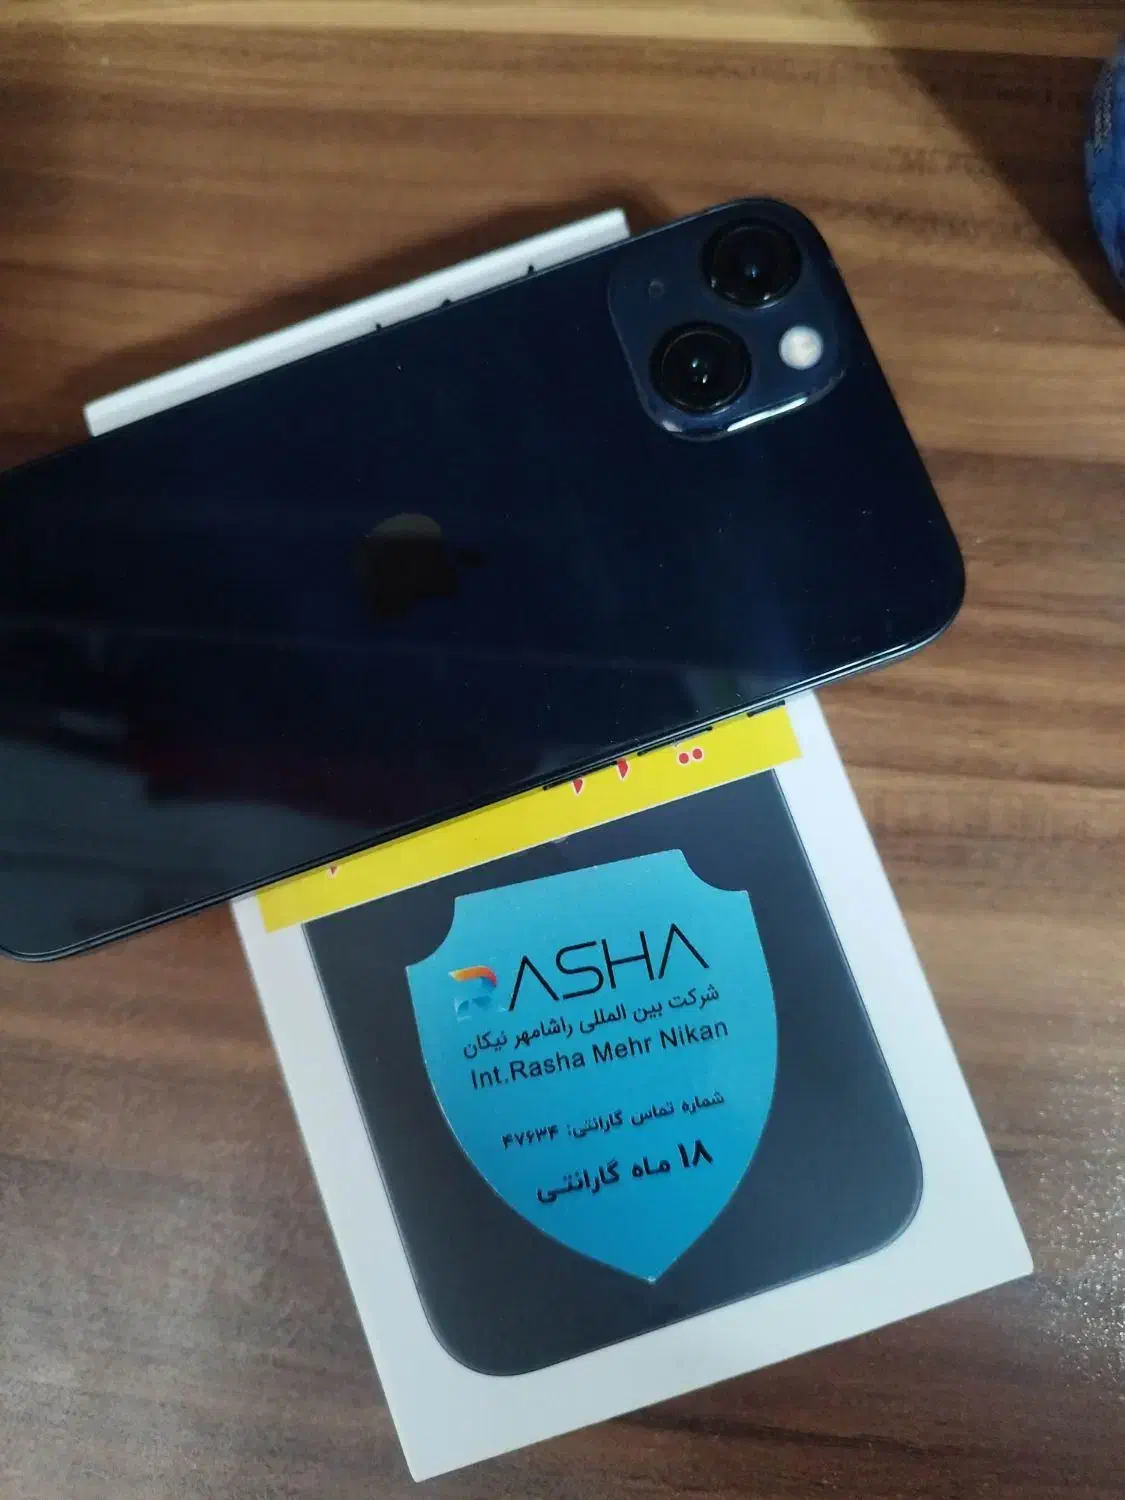 RASHA
شرکت بین المللی راشامهر نیکان
Int.Rasha Mehr Nikan
شماره تماس گارانتی: ۴۷۶۳۴
۱۸ ماه گارانتی